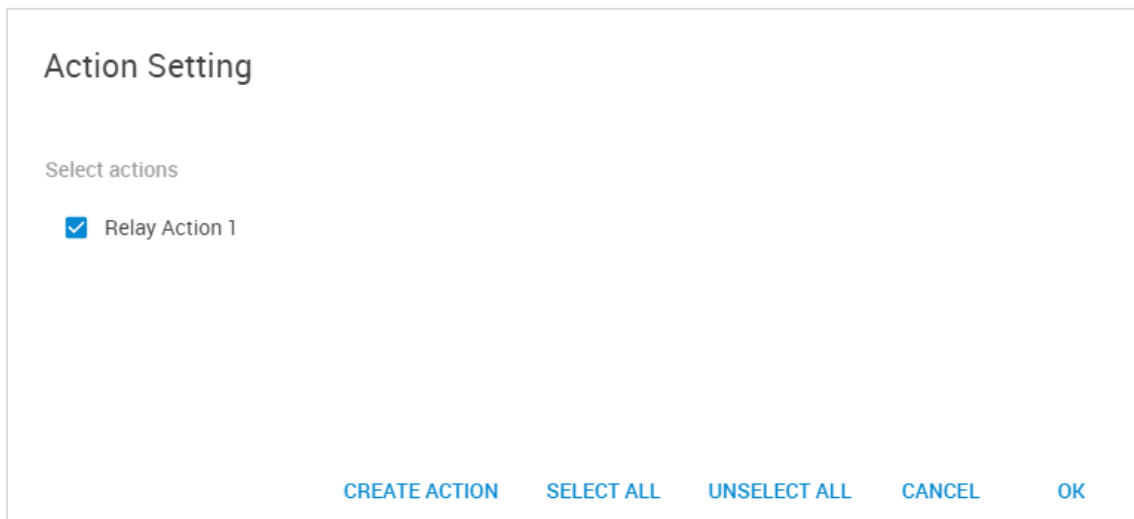 Action Setting
Select actions
Relay Action 1
CREATE ACTION SELECT ALL UNSELECT ALL CANCEL OK